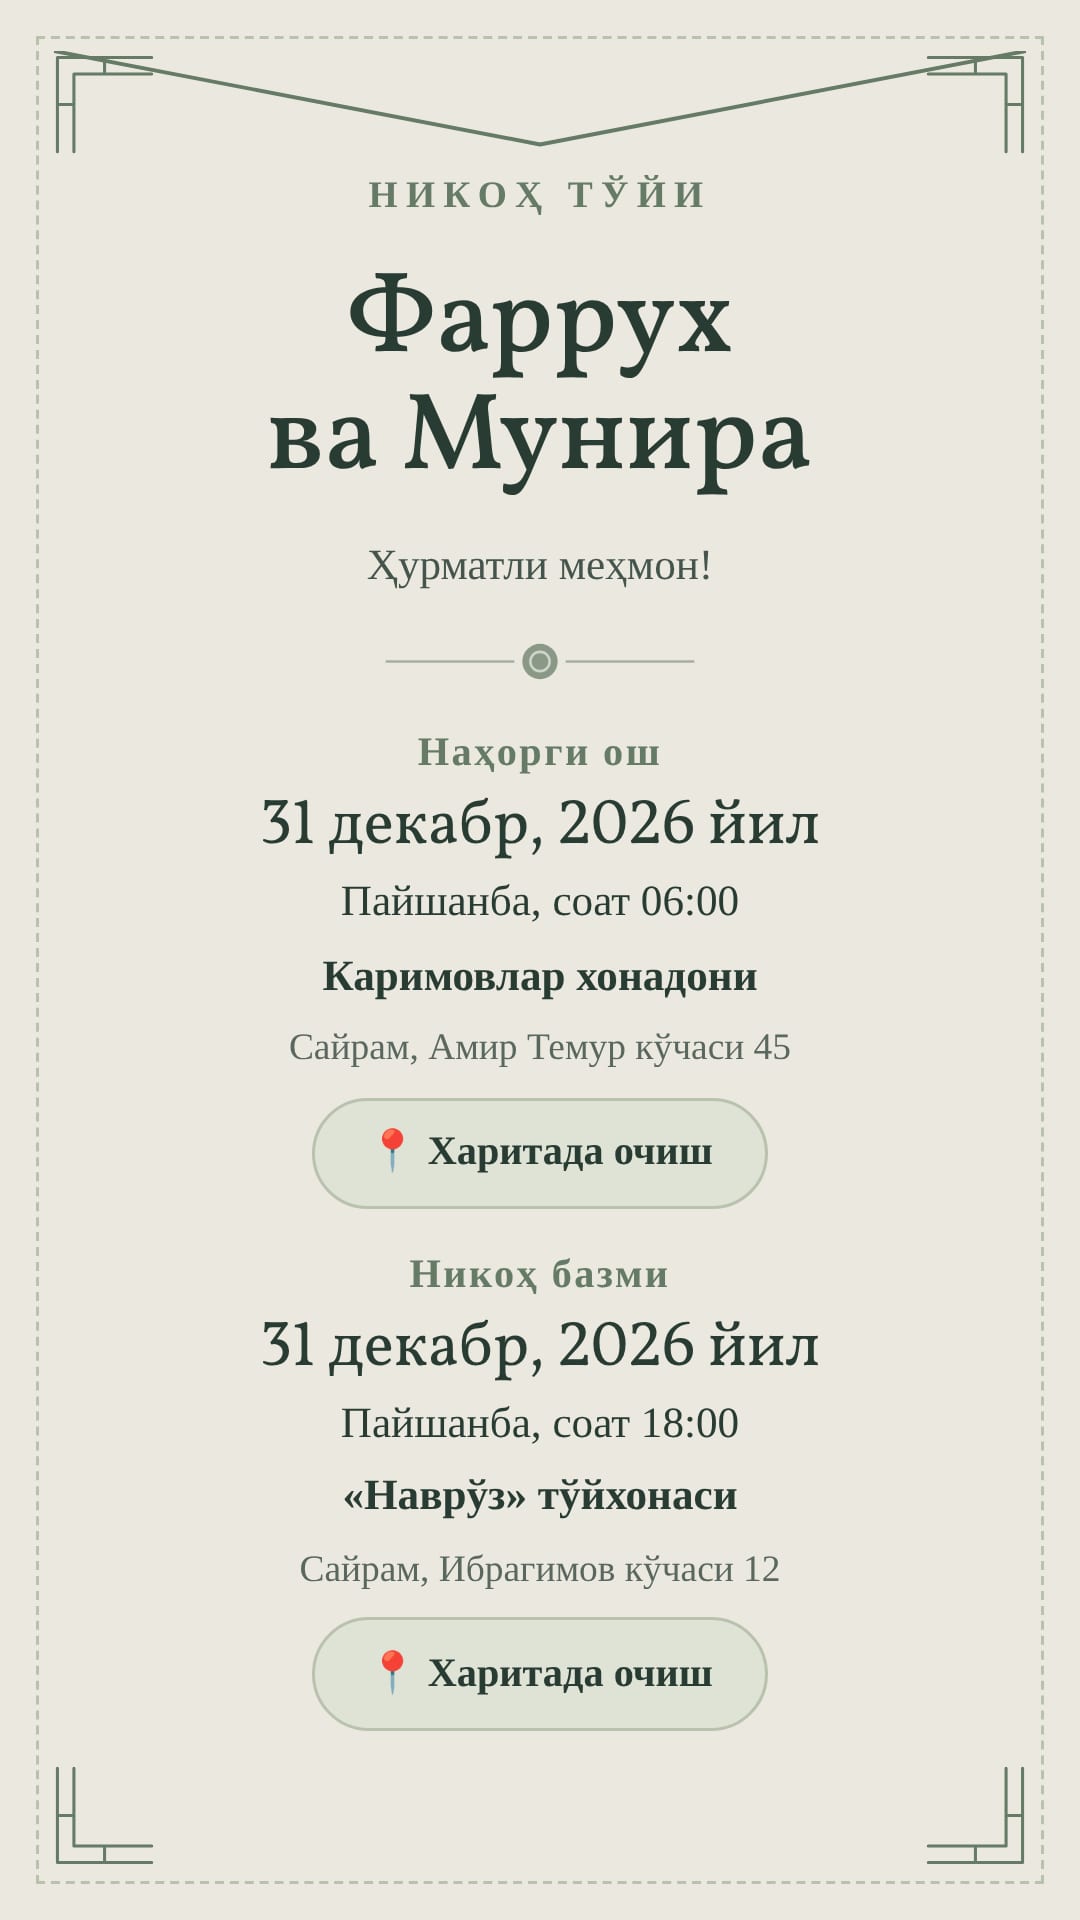 НИКОҲ ТЎЙИ
Фаррух
ва Мунира
Ҳурматли меҳмон!
Наҳорги ош
31 декабр, 2026 йил
Пайшанба, соат 06:00
Каримовлар хонадони
Сайрам, Амир Темур кўчаси 45
📍 Харитада очиш
Никоҳ базми
31 декабр, 2026 йил
Пайшанба, соат 18:00
«Наврўз» тўйхонаси
Сайрам, Ибрагимов кўчаси 12
📍 Харитада очиш